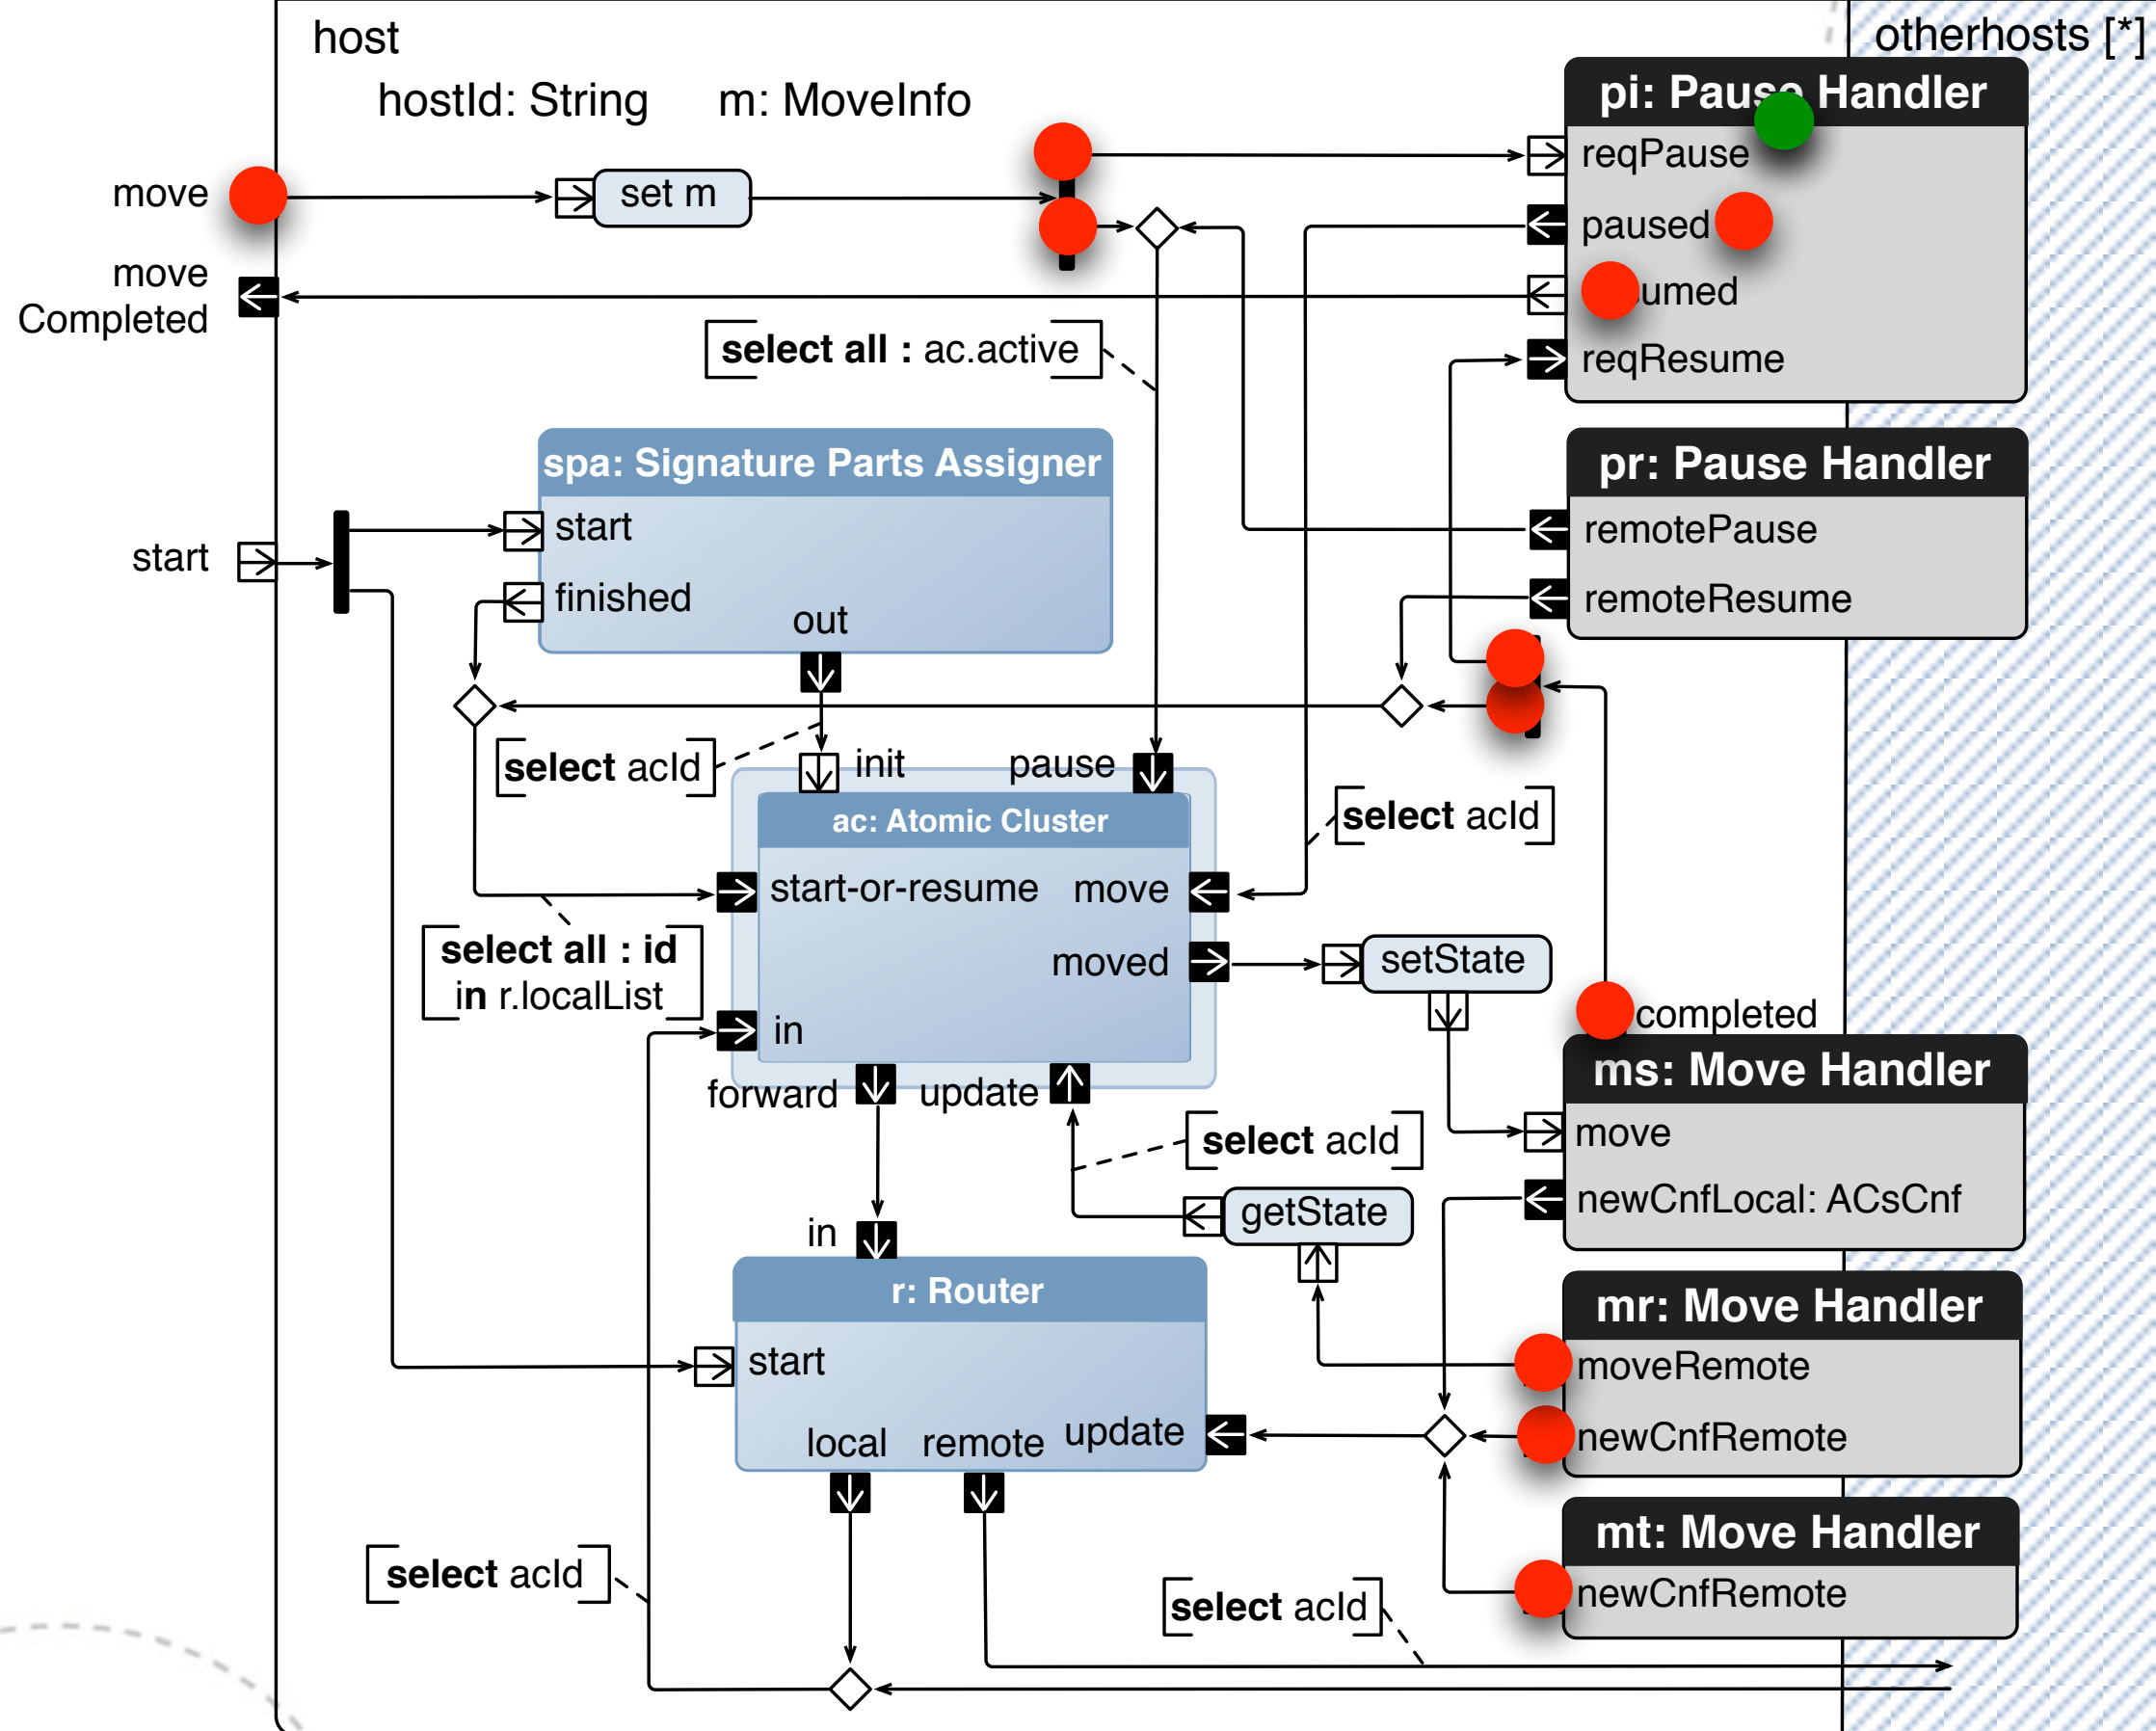 host
otherhosts [*]
hostId: String
m: MoveInfo
pi: Pause Handler
reqPause
move
set m
paused
move
Completed
select all : ac.active
reqResume
spa: Signature Parts Assigner
pr: Pause Handler
start
remotePause
start
finished
remoteResume
out
select acId
init
pause
ac: Atomic Cluster
select acId
start-or-resume
move
select all : id
in r.localList
moved
setState
completed
in
ms: Move Handler
forward
update
select acId
move
in
getState
newCnfLocal: ACsCnf
r: Router
mr: Move Handler
start
moveRemote
local
remote
update
newCnfRemote
mt: Move Handler
select acId
select acId
newCnfRemote